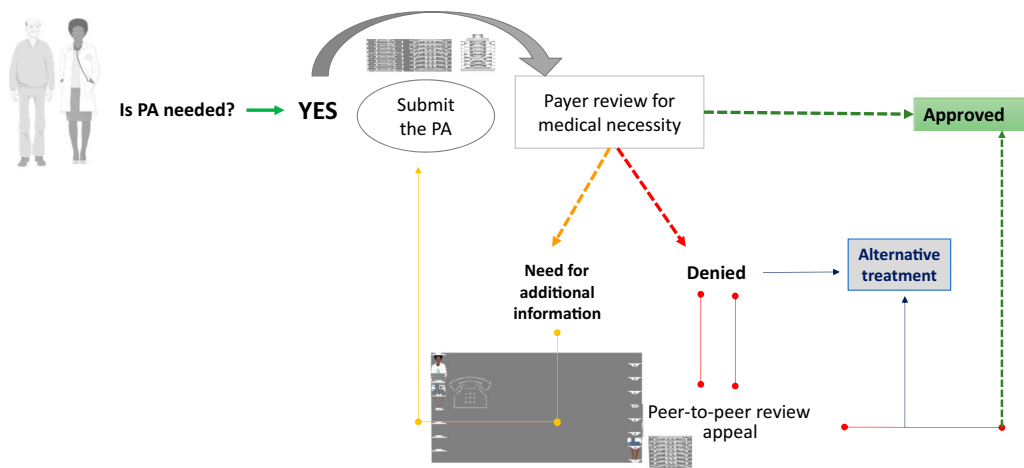 Is PA needed?
YES
Submit
the PA
Payer review for
medical necessity
Approved
Need for
additional
information
Denied
Alternative
treatment
Peer-to-peer review
appeal